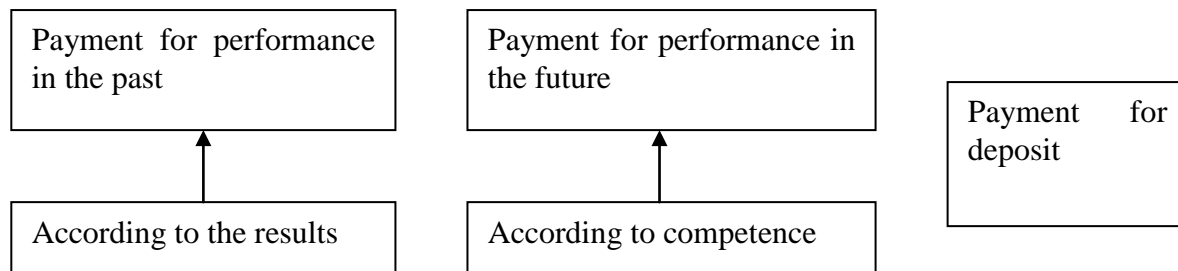 Payment for performance
in the past
Payment for performance in
the future
Payment for
deposit
According to the results
According to competence